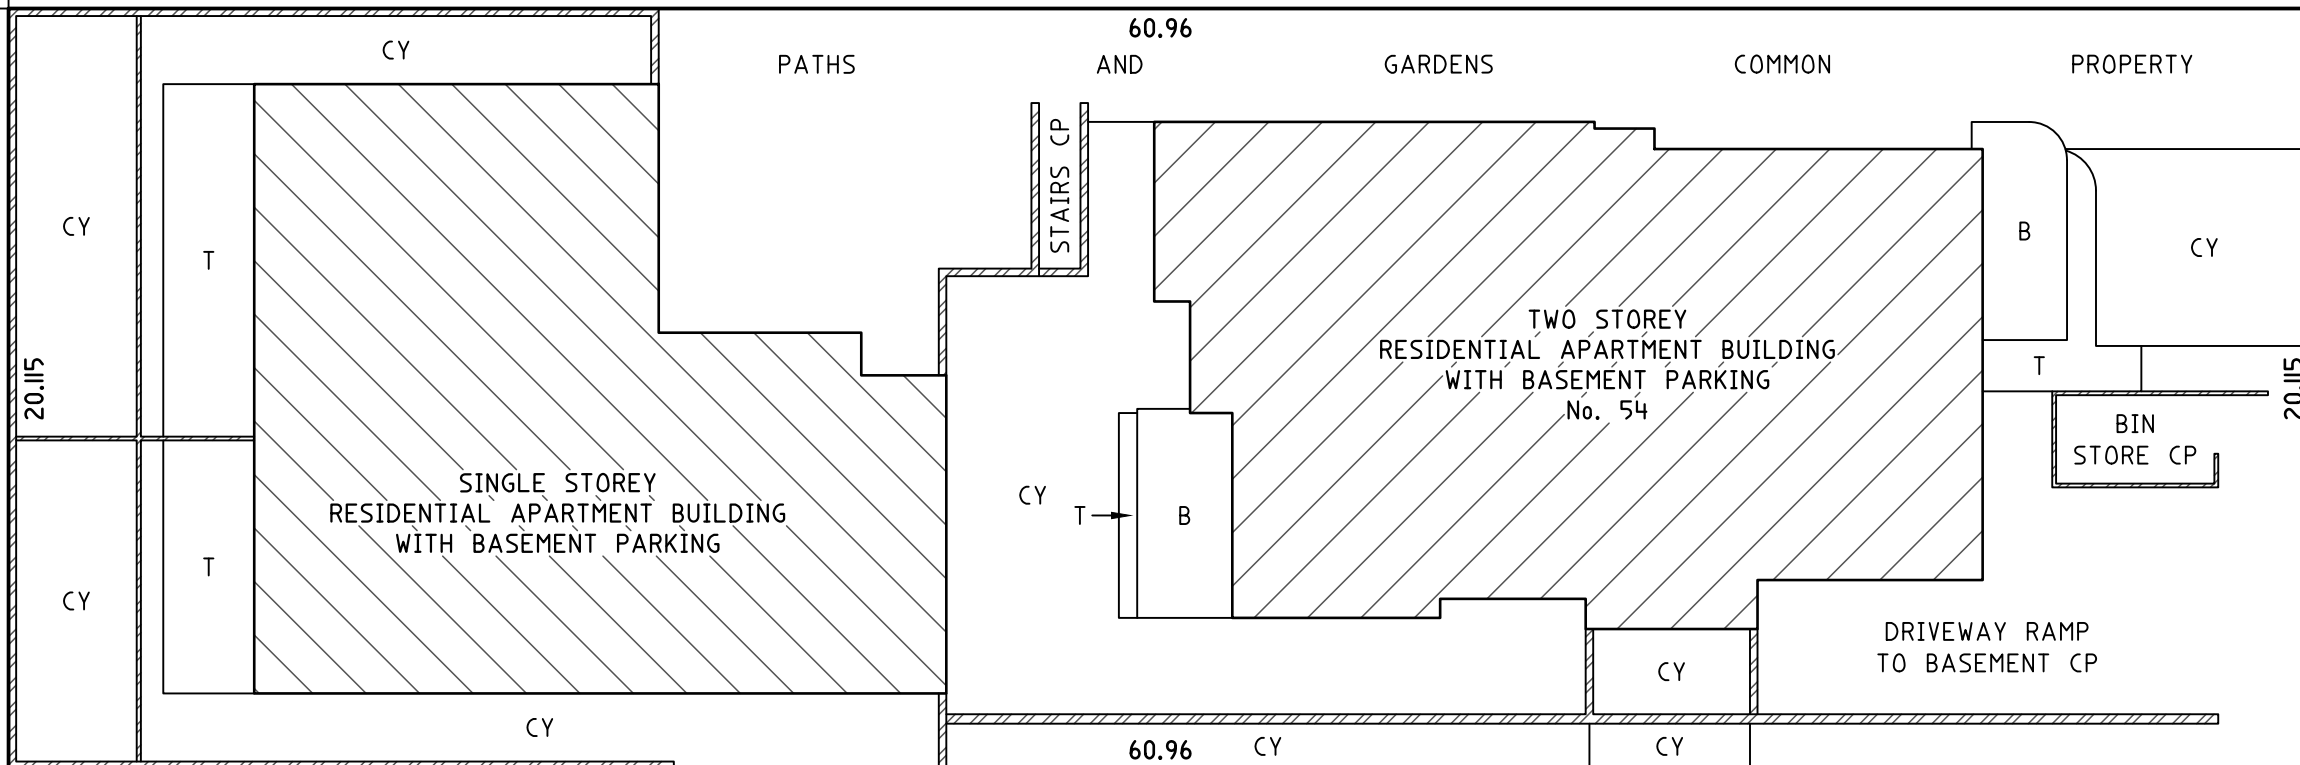 60.96
CY
PATHS AND GARDENS COMMON PROPERTY
STAIRS CP
CY
T
B
CY
TWO STOREY
RESIDENTIAL APARTMENT BUILDING
WITH BASEMENT PARKING
No. 54
T
20.115
20.115
BIN
STORE CP
SINGLE STOREY
RESIDENTIAL APARTMENT BUILDING
WITH BASEMENT PARKING
CY
T
B
T
CY
DRIVEWAY RAMP
TO BASEMENT CP
CY
CY
60.96
CY
CY